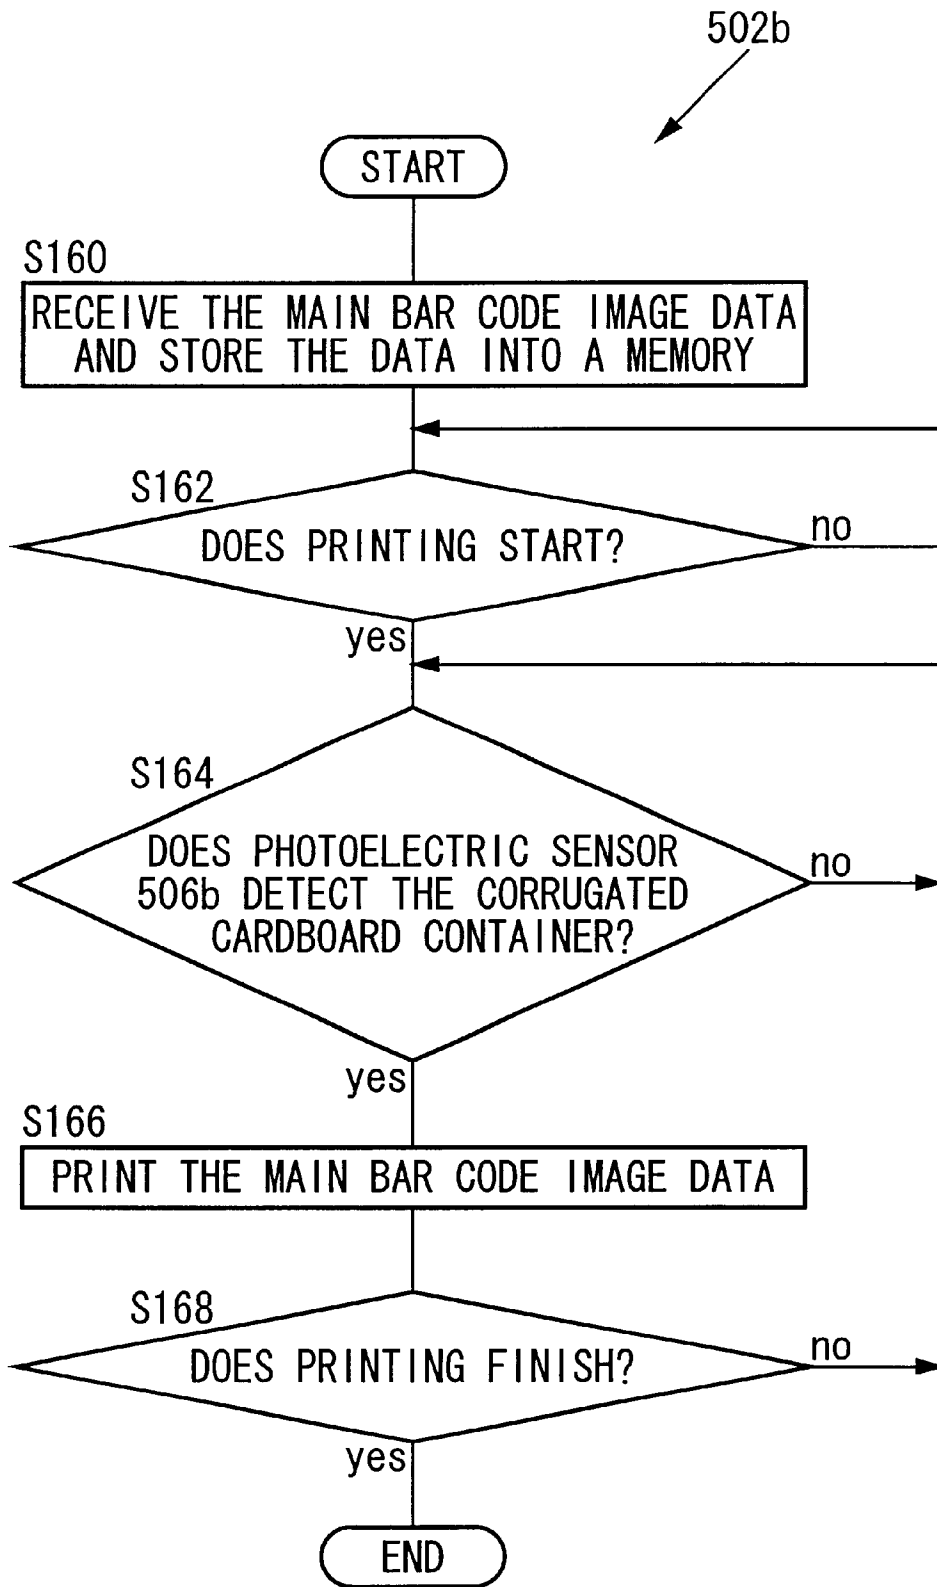 502b
START
S160
RECEIVE THE MAIN BAR CODE IMAGE DATA
AND STORE THE DATA INTO A MEMORY
S162
DOES PRINTING START?
no
yes
S164
DOES PHOTOELECTRIC SENSOR
506b DETECT THE CORRUGATED
CARDBOARD CONTAINER?
no
yes
S166
PRINT THE MAIN BAR CODE IMAGE DATA
S168
DOES PRINTING FINISH?
no
yes
END